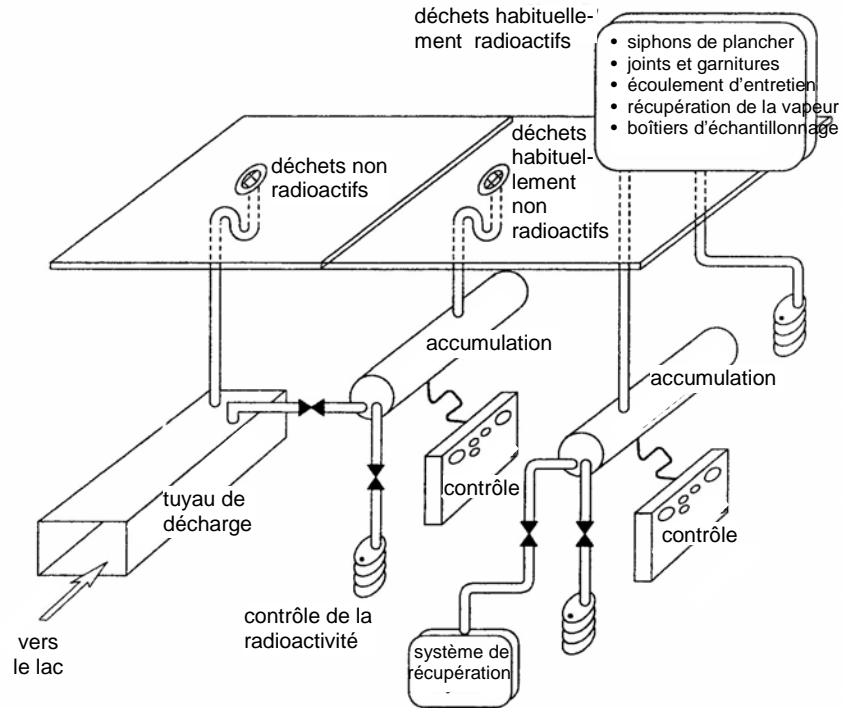 déchets habituelle-
ment radioactifs
• siphons de plancher
• joints et garnitures
• écoulement d'entretien
• récupération de la vapeur
• boîtiers d'échantillonnage
déchets non
radioactifs
déchets
habituel-
lement
non
radioactifs
accumulation
accumulation
tuyau de
décharge
contrôle
contrôle
vers
le lac
contrôle de la
radioactivité
système de
récupération